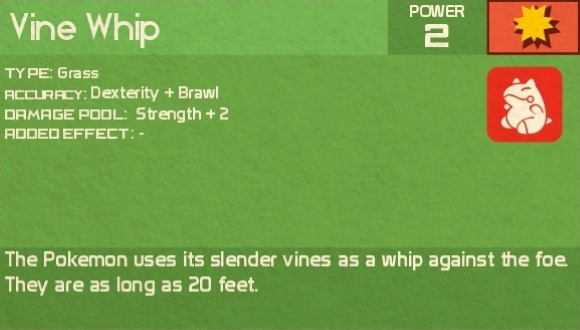 Vine Whip
POWER
2
TYPE: Grass
ACCURACY: Dexterity + Brawl
DAMAGE POOL: Strength + 2
ADDED EFFECT: -
The Pokemon uses its slender vines as a whip against the foe.
They are as long as 20 feet.